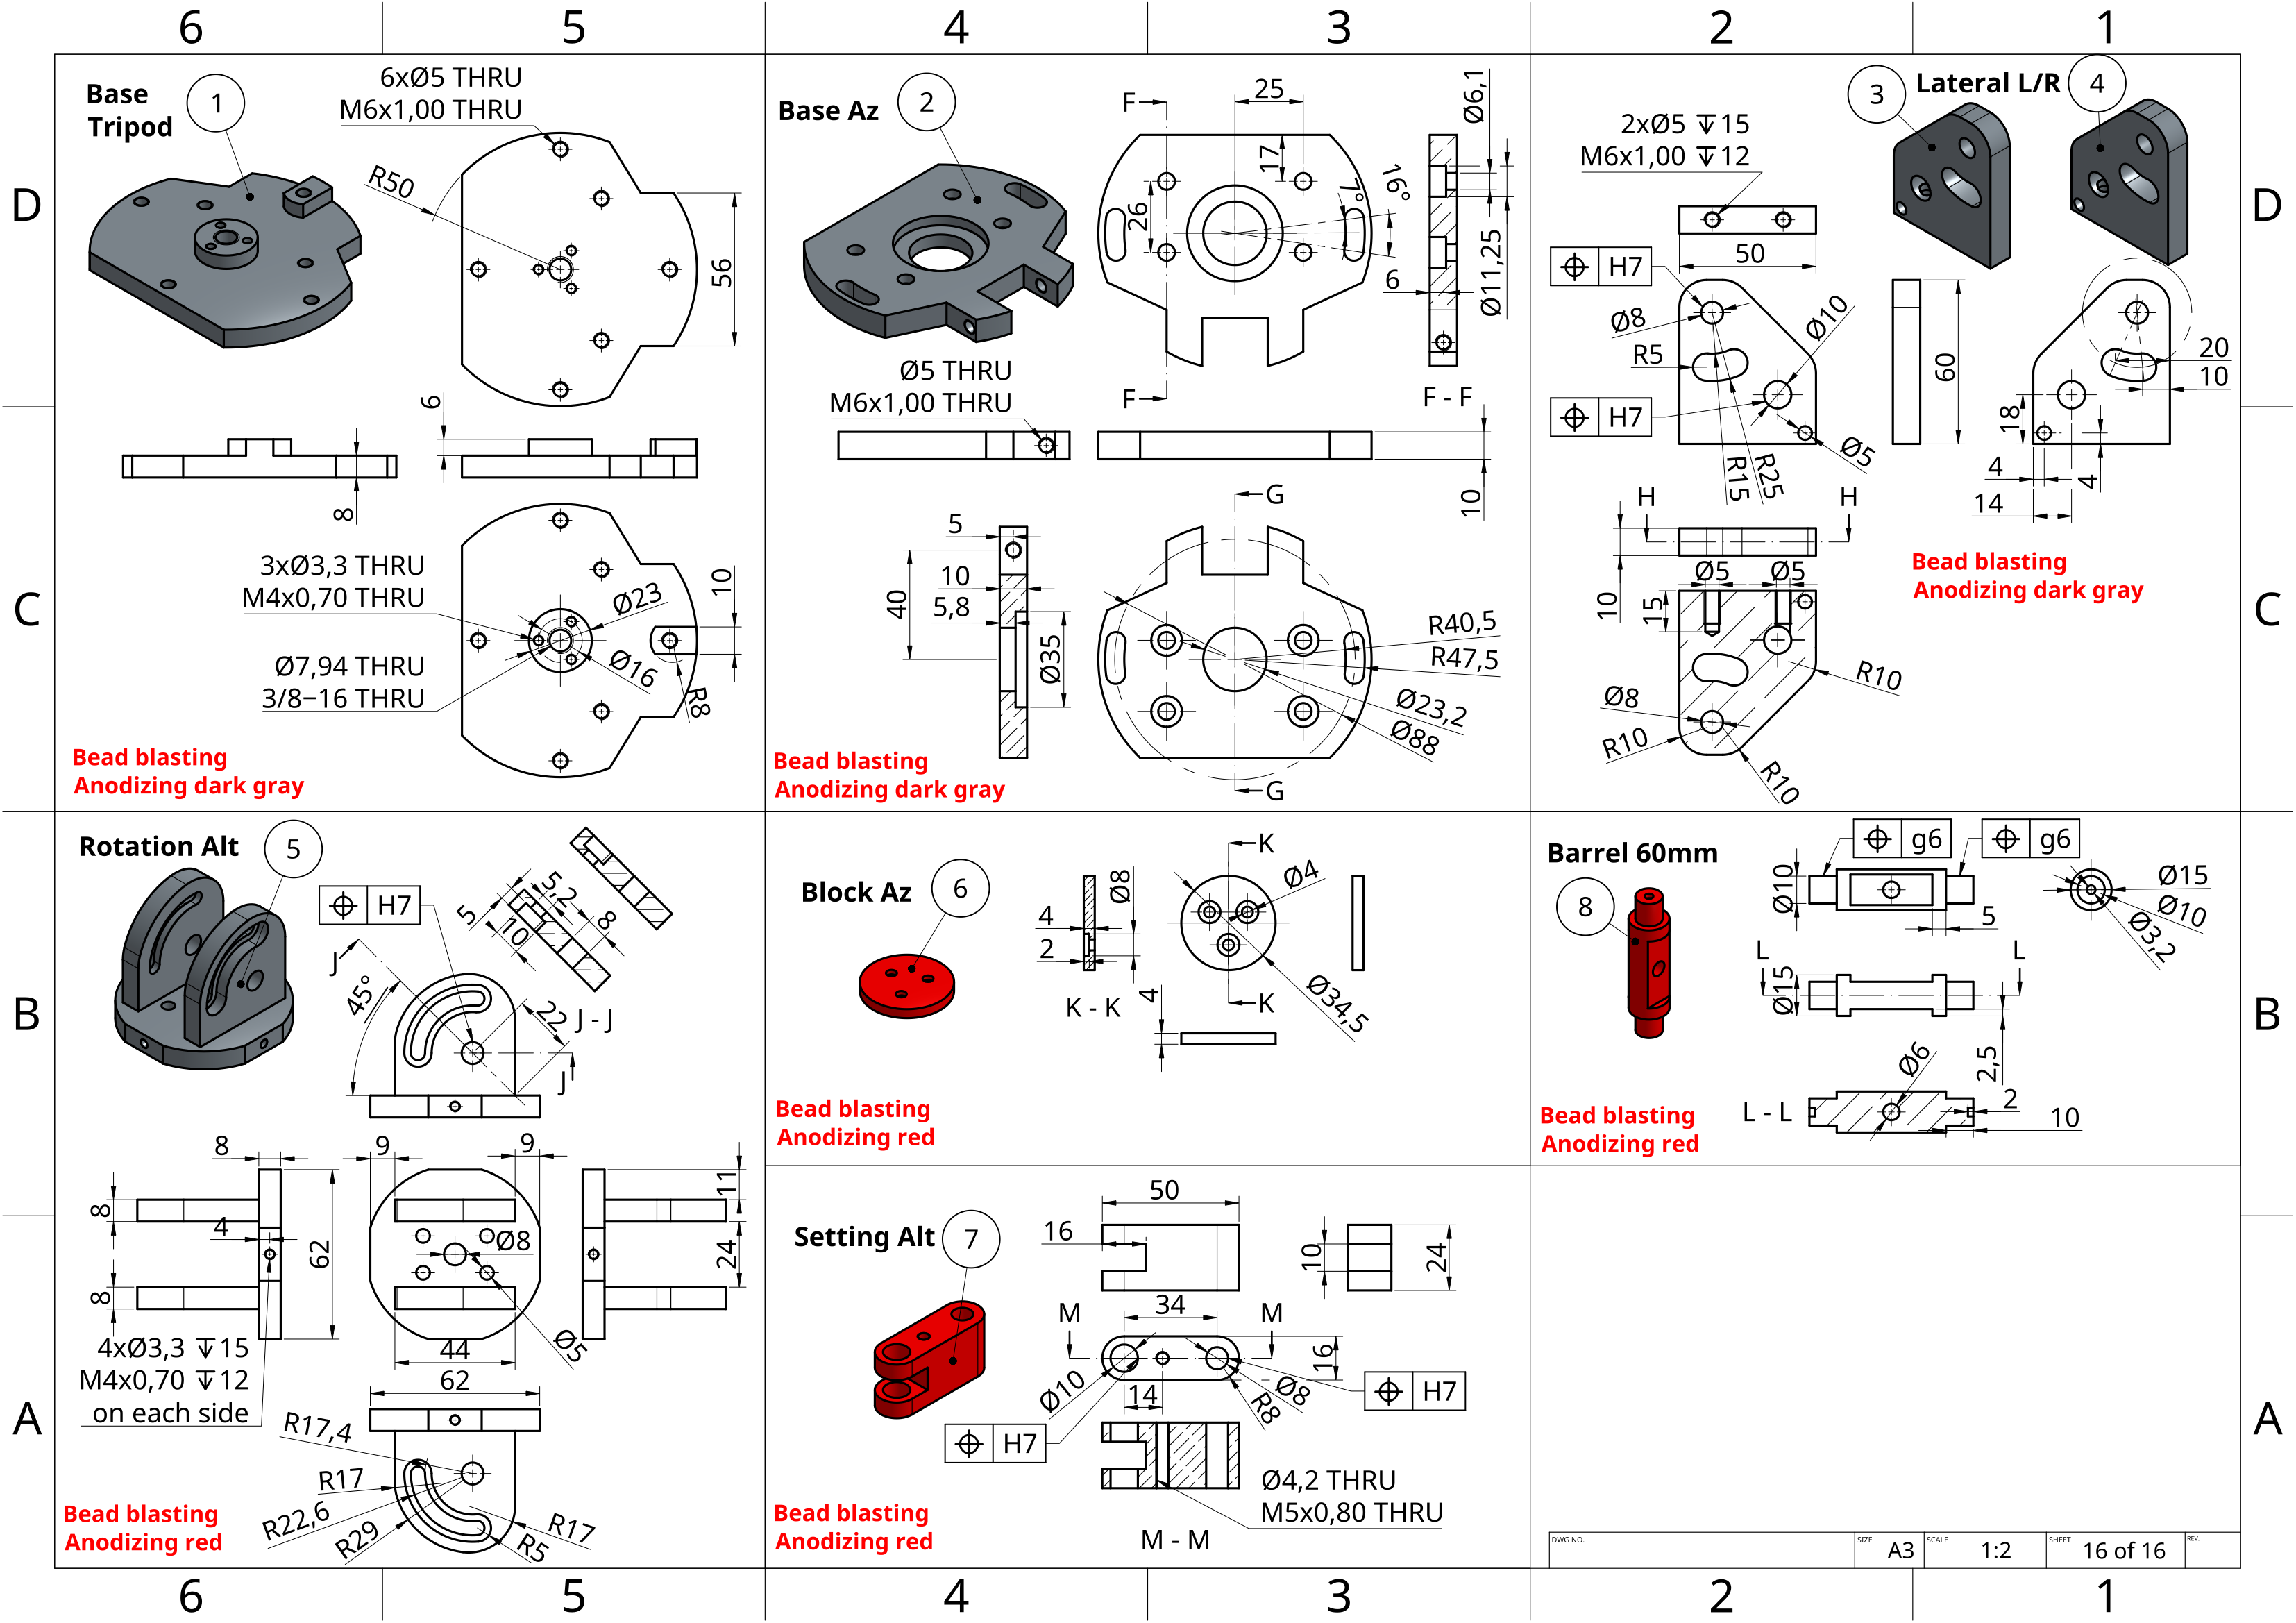 6
5
4
3
2
1
D
C
B
A
D
C
B
A
6
5
4
3
2
1
Base
Tripod
1
6xØ5 THRU
M6x1,00 THRU
R50
56
6
8
3xØ3,3 THRU
M4x0,70 THRU
Ø7,94 THRU
3/8–16 THRU
Ø23
10
Ø16
R8
Bead blasting
Anodizing dark gray
Base Az
2
F
25
Ø6,1
17
7°
16°
26
6
Ø11,25
F
F - F
Ø5 THRU
M6x1,00 THRU
10
G
5
40
10
5,8
Ø35
R40,5
R47,5
Ø23,2
Ø88
G
Bead blasting
Anodizing dark gray
3
Lateral L/R
4
2xØ5 ↧15
M6x1,00 ↧12
50
⌖ H7
Ø8
Ø10
R5
60
20
10
⌖ H7
18
Ø5
R15
R25
4
4
14
H
H
10
Ø5
Ø5
15
R10
Ø8
R10
R10
Bead blasting
Anodizing dark gray
Rotation Alt
5
⌖ H7
5
5,2
10
8
J
45°
22
J - J
J
8
9
9
8
4
62
Ø8
11
24
8
4xØ3,3 ↧15
M4x0,70 ↧12
on each side
44
Ø5
62
R17,4
R17
R22,6
R29
R17
R5
Bead blasting
Anodizing red
Block Az
6
K
Ø8
Ø4
4
2
K - K
K
4
Ø34,5
Bead blasting
Anodizing red
Setting Alt
7
50
16
10
24
M
34
M
16
Ø10
14
Ø8
R8
⌖ H7
⌖ H7
Ø4,2 THRU
M5x0,80 THRU
M - M
Bead blasting
Anodizing red
Barrel 60mm
8
⌖ g6
⌖ g6
Ø10
5
Ø15
Ø10
Ø3,2
L
L
Ø15
2,5
Ø6
L - L
2
10
Bead blasting
Anodizing red
DWG NO.
SIZE
A3
SCALE
1:2
SHEET
16 of 16
REV.